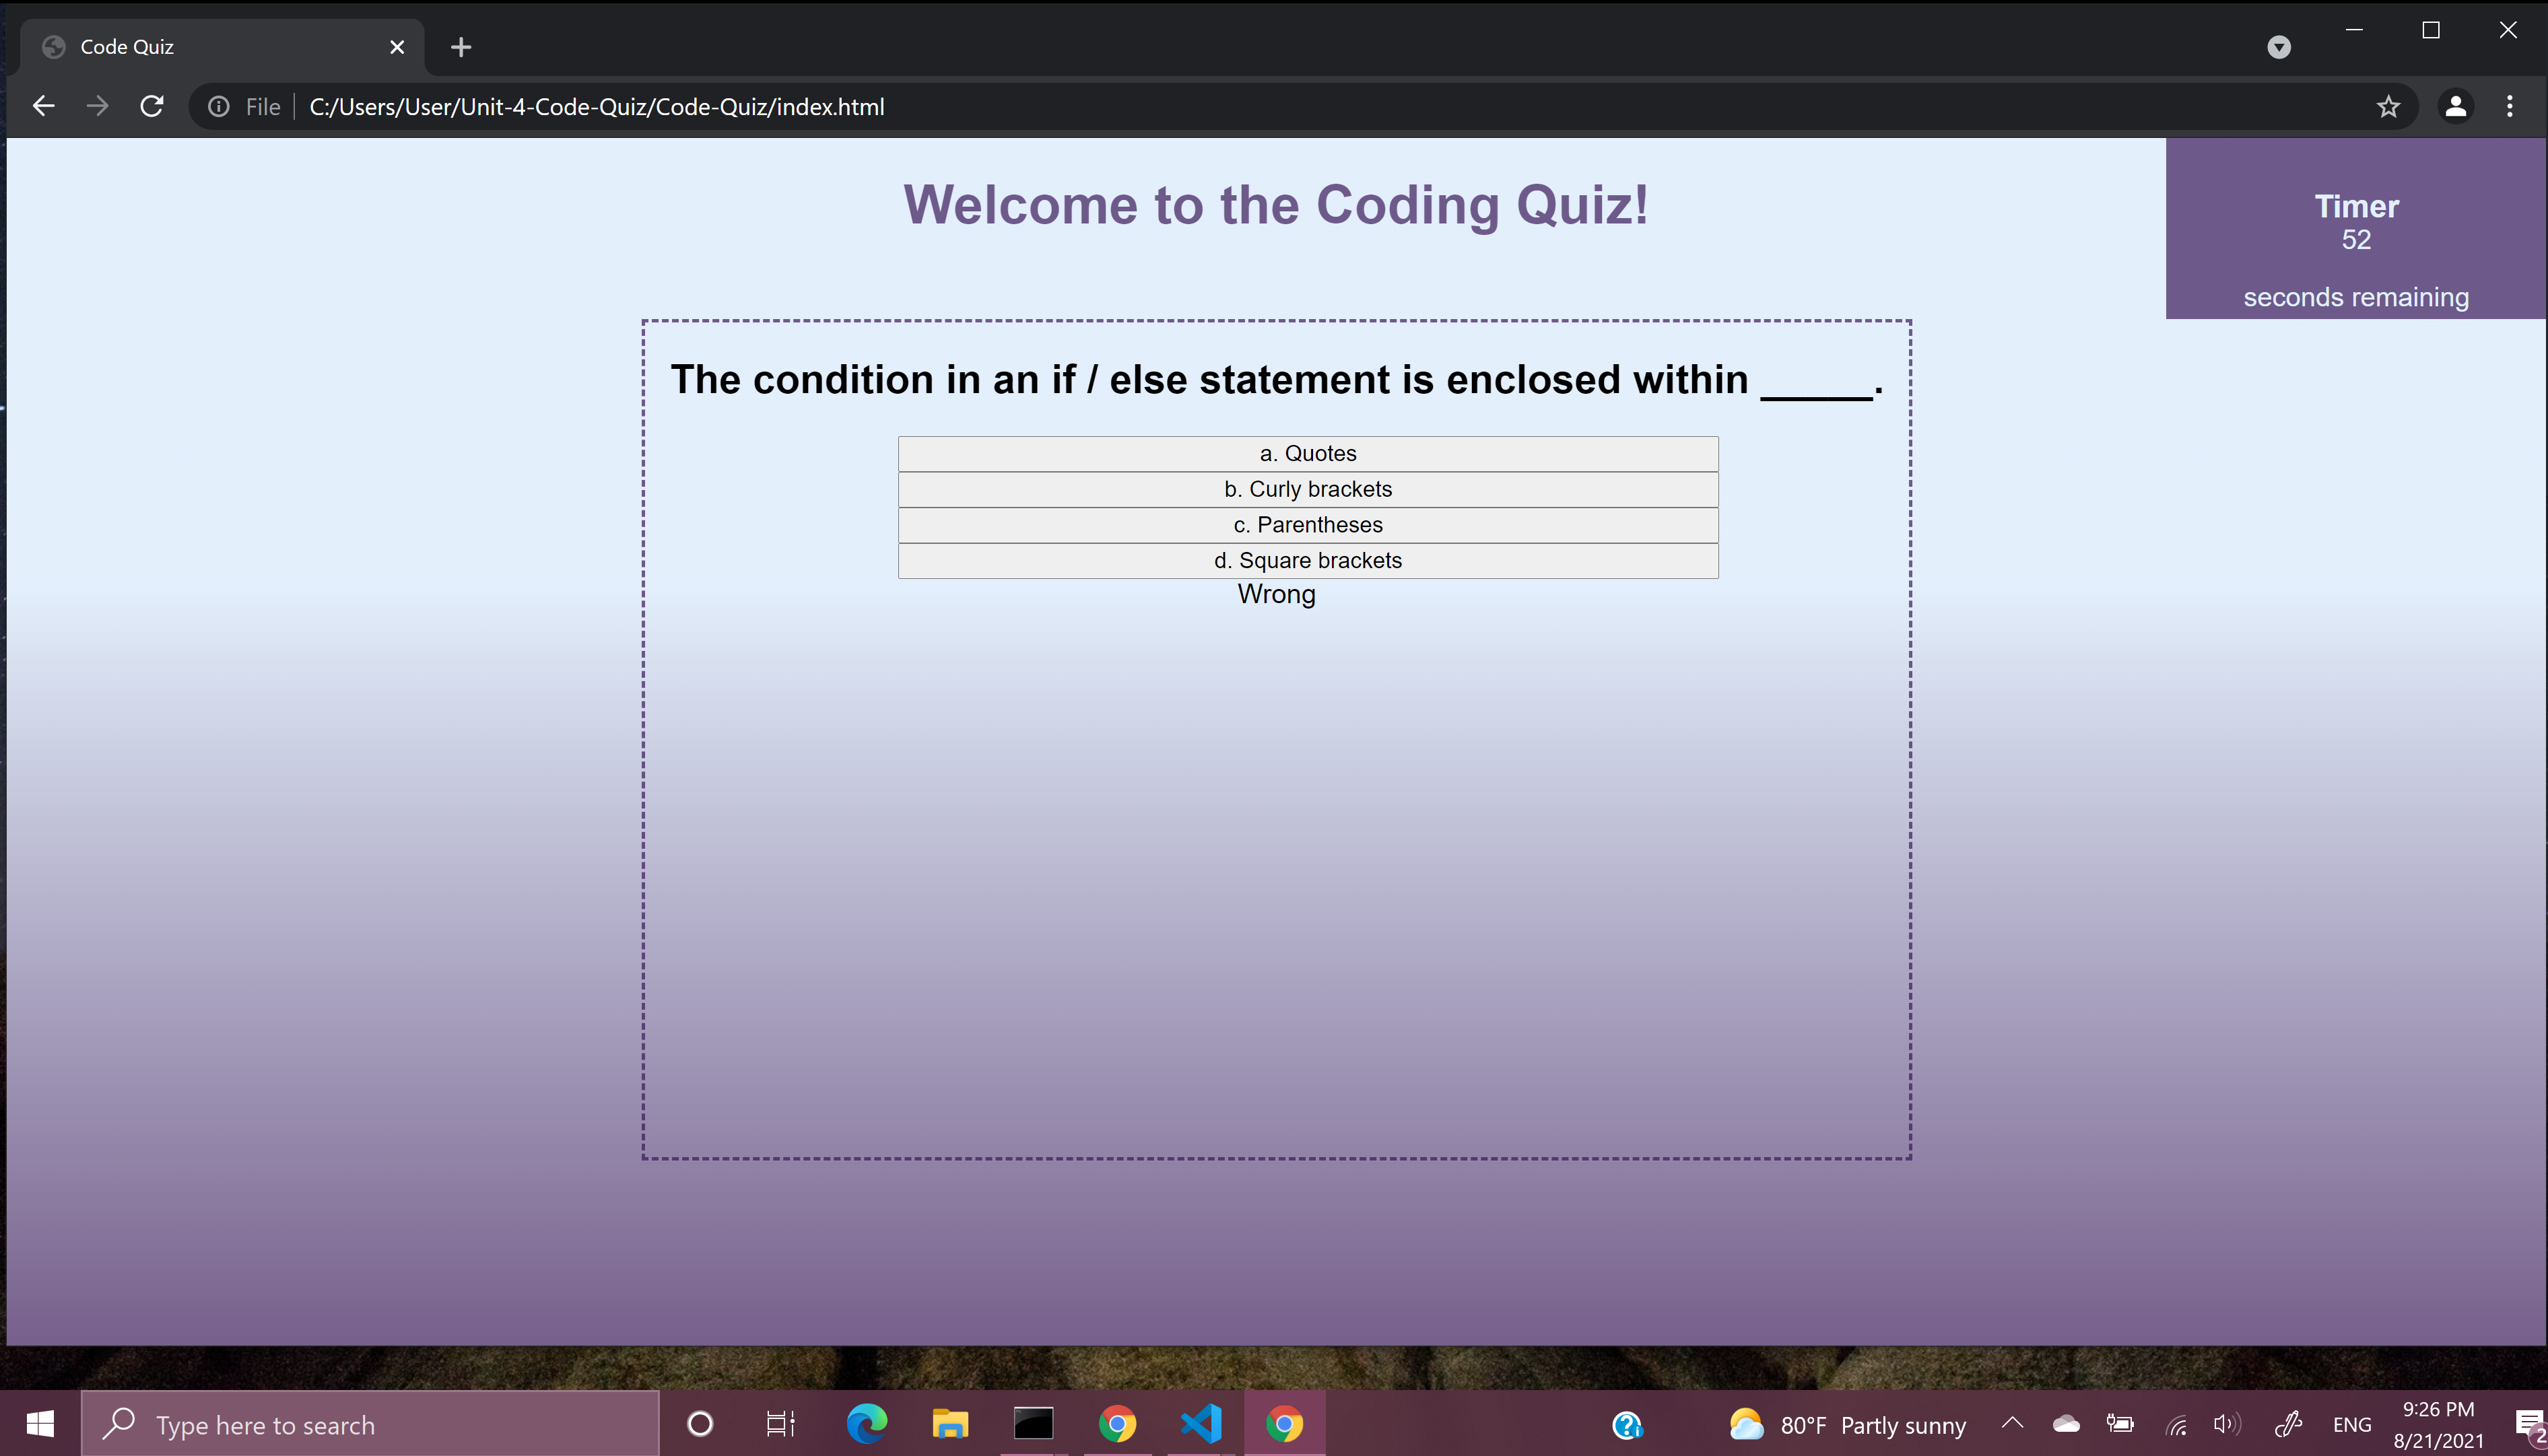 Code Quiz
File
C:/Users/User/Unit-4-Code-Quiz/Code-Quiz/index.html
Welcome to the Coding Quiz!
Timer
52
seconds remaining
The condition in an if / else statement is enclosed within _____.
a. Quotes
b. Curly brackets
c. Parentheses
d. Square brackets
Wrong
Type here to search
80°F Partly sunny
ENG
9:26 PM
8/21/2021
2